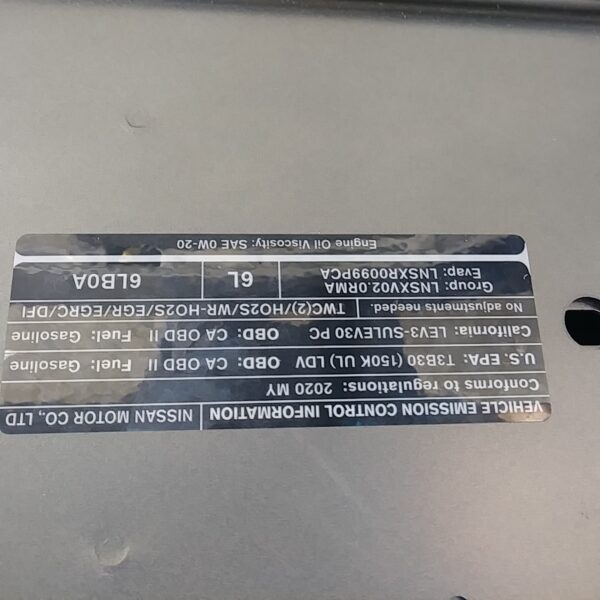 VEHICLE EMISSION CONTROL INFORMATION NISSAN MOTOR CO., LTD
Conforms to regulations: 2020 MY
U.S. EPA: T3B30 (150K UL) LDV OBD: CA OBD II Fuel: Gasoline
California: LEV3-SULEV30 PC OBD: CA OBD II Fuel: Gasoline
No adjustments needed. TWC(2)/HO2S/WR-HO2S/EGR/EGRC/DFI
Group: LNSXV02.0RMA 6L 6LB0A
Evap: LNSXR0099PCA
Engine Oil Viscosity: SAE 0W-20